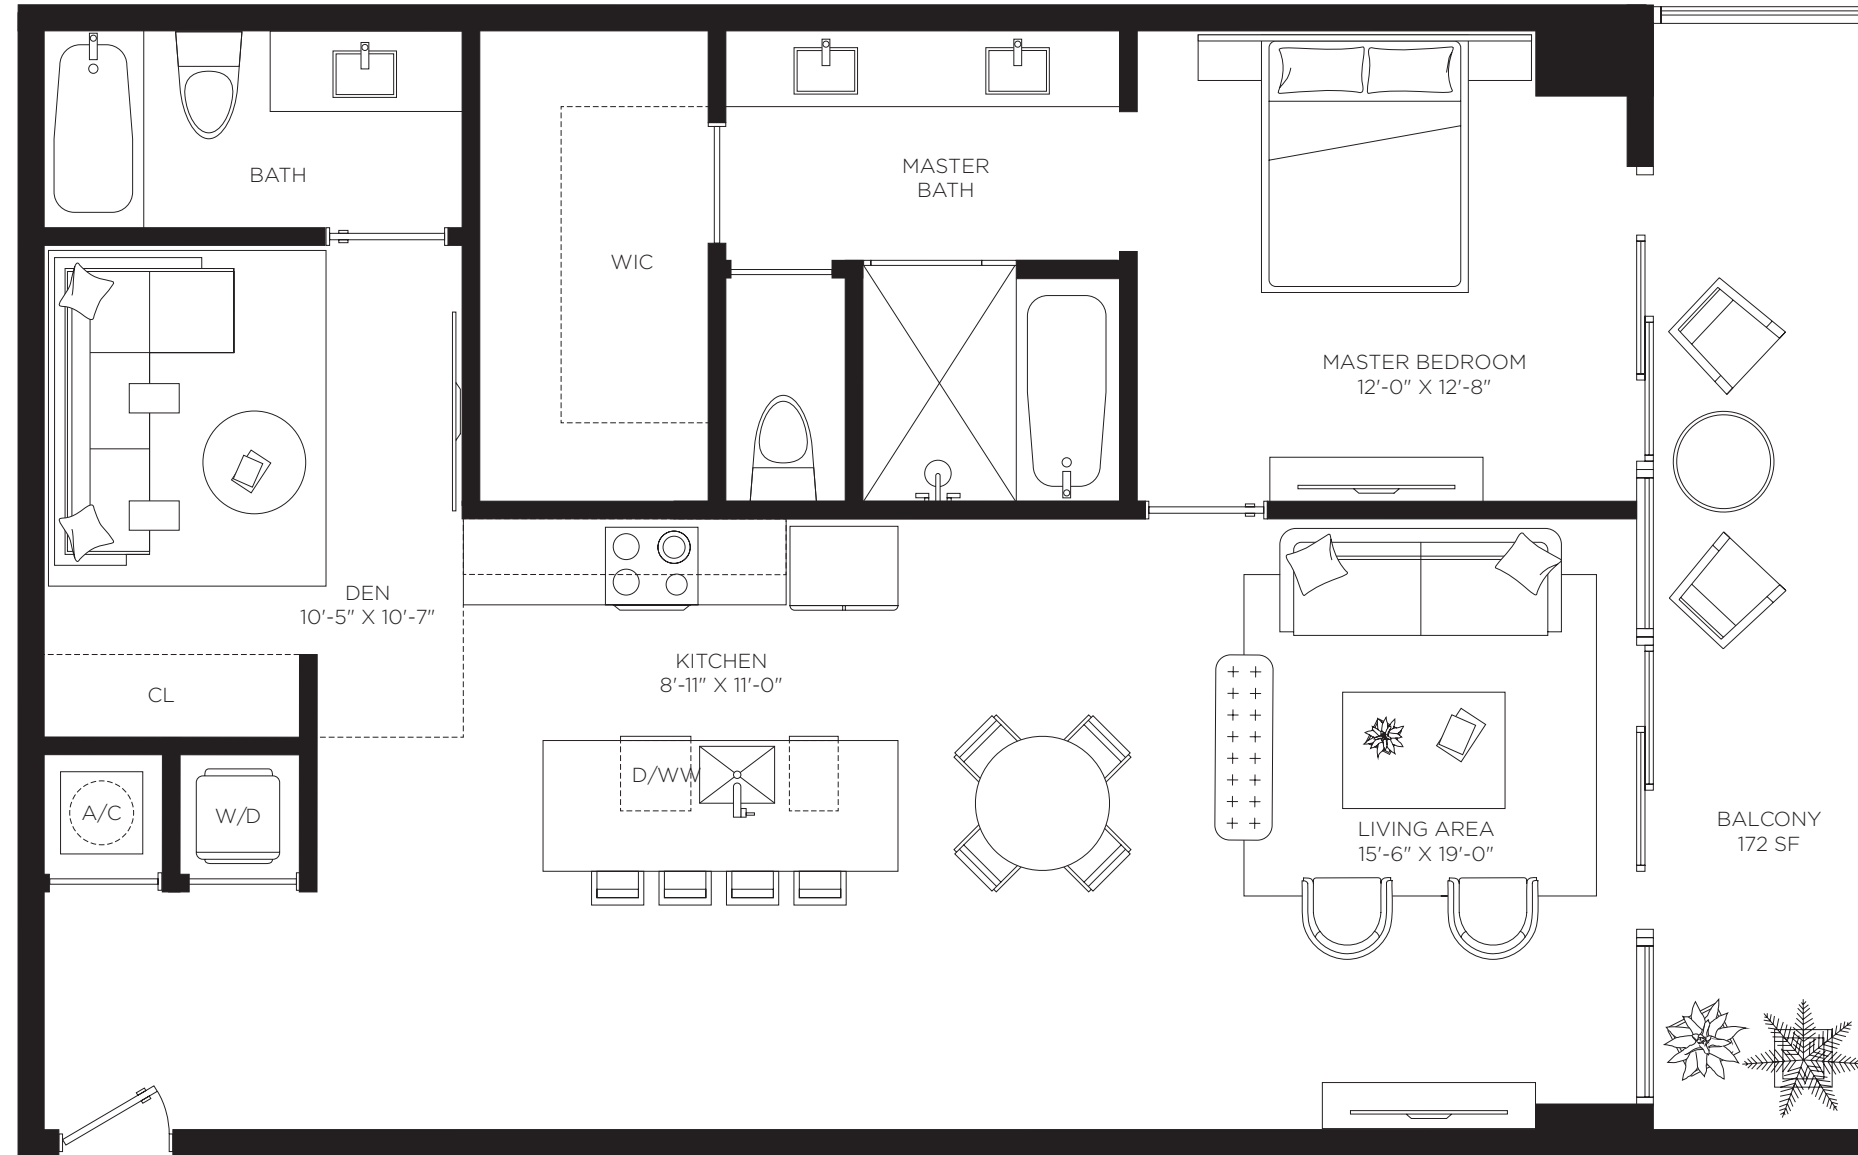 BATH
MASTER
BATH
WIC
MASTER BEDROOM
12'-0" X 12'-8"
DEN
10'-5" X 10'-7"
KITCHEN
8'-11" X 11'-0"
CL
D/WW
A/C
W/D
LIVING AREA
15'-6" X 19'-0"
BALCONY
172 SF